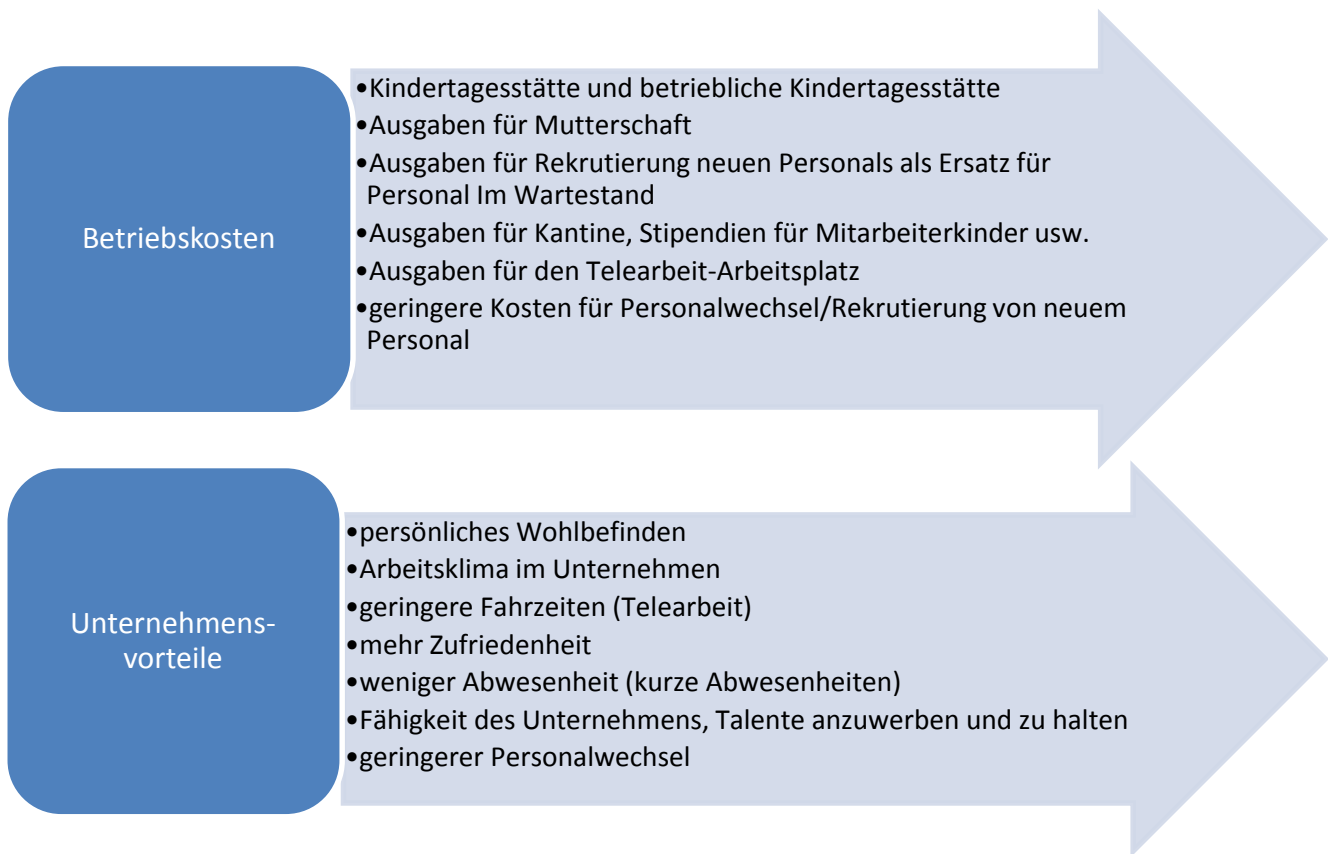 Betriebskosten
•Kindertagesstätte und betriebliche Kindertagesstätte
•Ausgaben für Mutterschaft
•Ausgaben für Rekrutierung neuen Personals als Ersatz für
Personal Im Wartestand
•Ausgaben für Kantine, Stipendien für Mitarbeiterkinder usw.
•Ausgaben für den Telearbeit-Arbeitsplatz
•geringere Kosten für Personalwechsel/Rekrutierung von neuem
Personal
Unternehmens-
vorteile
•persönliches Wohlbefinden
•Arbeitsklima im Unternehmen
•geringere Fahrzeiten (Telearbeit)
•mehr Zufriedenheit
•weniger Abwesenheit (kurze Abwesenheiten)
•Fähigkeit des Unternehmens, Talente anzuwerben und zu halten
•geringerer Personalwechsel